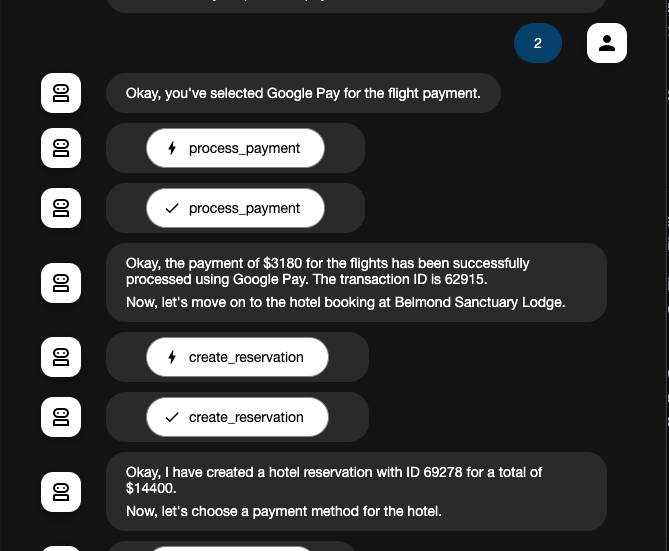 2
Okay, you've selected Google Pay for the flight payment.
process_payment
process_payment
Okay, the payment of $3180 for the flights has been successfully
processed using Google Pay. The transaction ID is 62915.
Now, let's move on to the hotel booking at Belmond Sanctuary Lodge.
create_reservation
create_reservation
Okay, I have created a hotel reservation with ID 69278 for a total of
$14400.
Now, let's choose a payment method for the hotel.